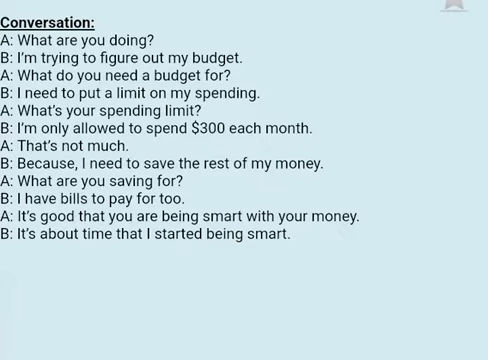 Conversation:
A: What are you doing?
B: I'm trying to figure out my budget.
A: What do you need a budget for?
B: I need to put a limit on my spending.
A: What's your spending limit?
B: I'm only allowed to spend $300 each month.
A: That's not much.
B: Because, I need to save the rest of my money.
A: What are you saving for?
B: I have bills to pay for too.
A: It's good that you are being smart with your money.
B: It's about time that I started being smart.